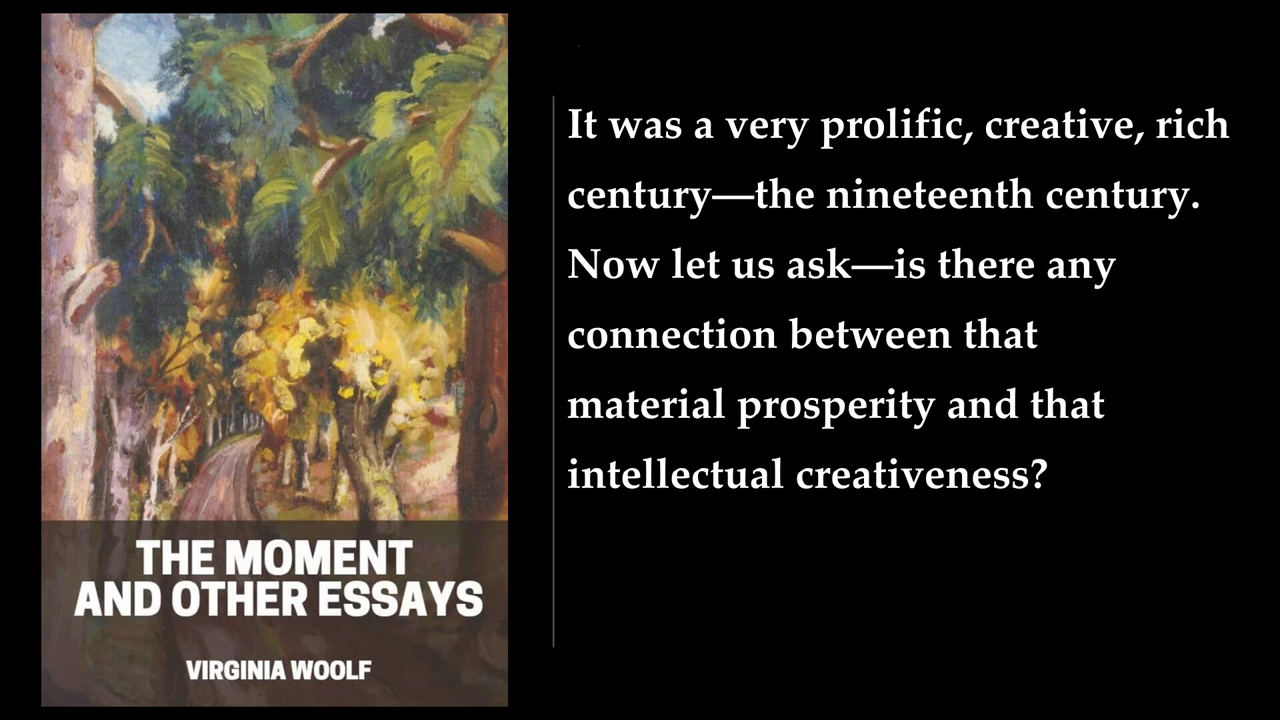 THE MOMENT
AND OTHER ESSAYS
VIRGINIA WOOLF
It was a very prolific, creative, rich
century—the nineteenth century.
Now let us ask—is there any
connection between that
material prosperity and that
intellectual creativeness?